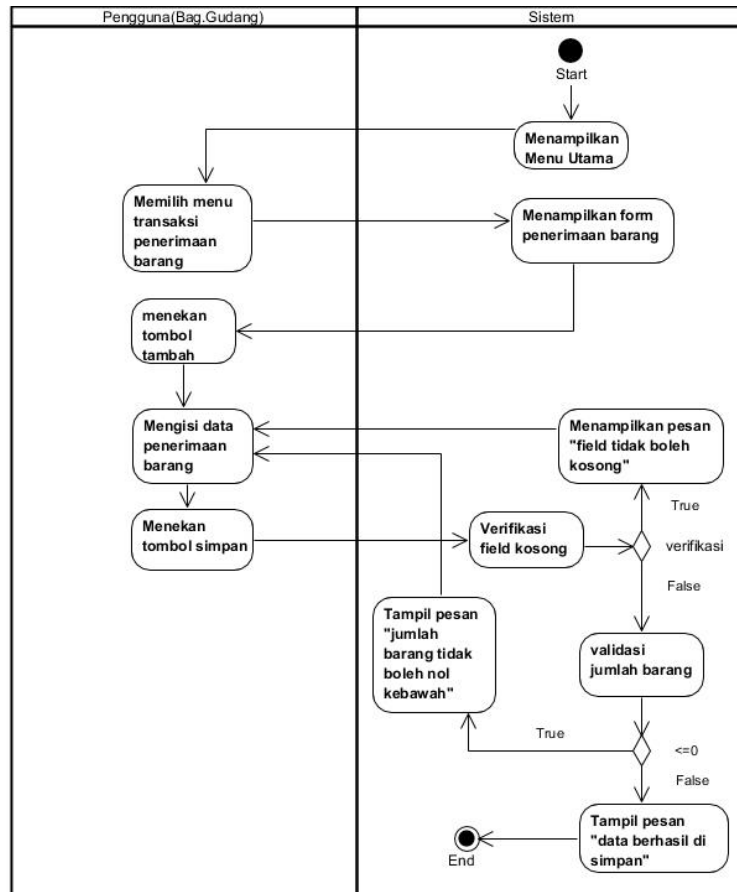 Pengguna(Bag.Gudang)
Sistem
Start
Menampilkan
Menu Utama
Memilih menu
transaksi
penerimaan
barang
Menampilkan form
penerimaan barang
menekan
tombol
tambah
Mengisi data
penerimaan
barang
Menampilkan pesan
"field tidak boleh
kosong"
True
Menekan
tombol simpan
Verifikasi
field kosong
verifikasi
False
Tampil pesan
"jumlah
barang tidak
boleh nol
kebawah"
validasi
jumlah barang
True
<=0
False
Tampil pesan
"data berhasil di
simpan"
End